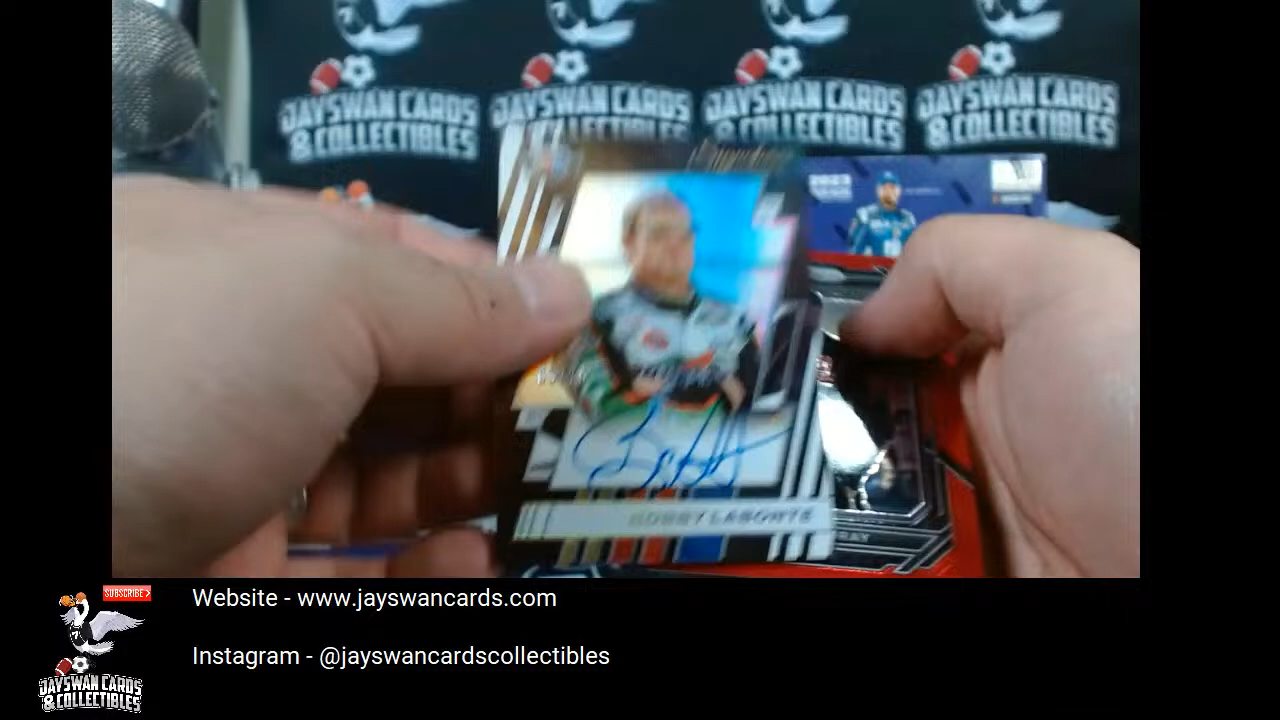 JAYSWAN CARDS
& COLLECTIBLES
JAYSWAN CARDS
& COLLECTIBLES
JAYSWAN CARDS
& COLLECTIBLES
JAYSWAN CARDS
& COLLECTIBLES
2023
BOBBY LABONTE
RAY
SUBSCRIBE
JAYSWAN CARDS
& COLLECTIBLES
Website - www.jayswancards.com
Instagram - @jayswancardscollectibles